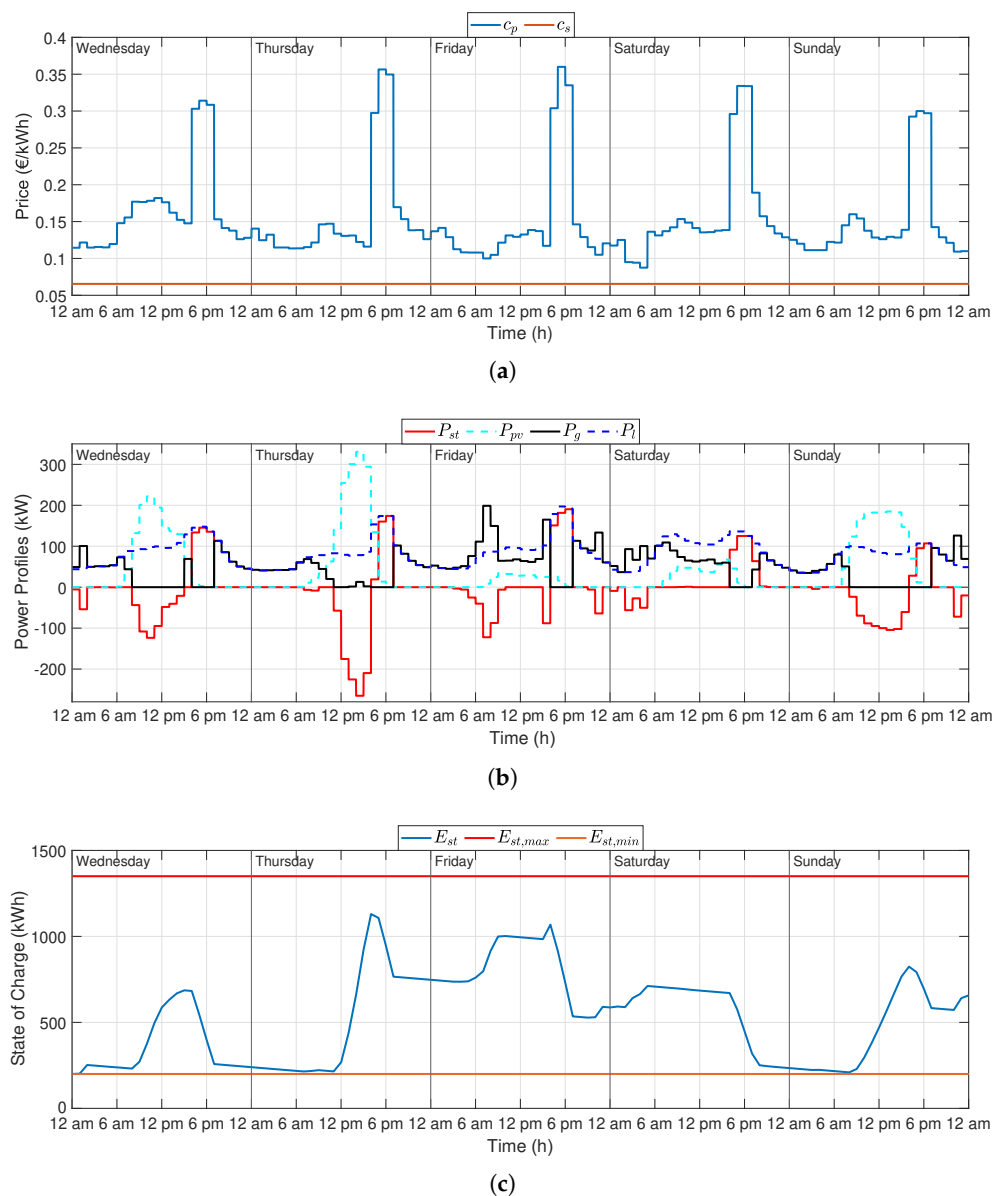 c_p c_s
Wednesday Thursday Friday Saturday Sunday
Price (€/kWh)
0.4
0.35
0.3
0.25
0.2
0.15
0.1
0.05
12 am 6 am 12 pm 6 pm 12 am 6 am 12 pm 6 pm 12 am 6 am 12 pm 6 pm 12 am 6 am 12 pm 6 pm 12 am 6 am 12 pm 6 pm 12 am
Time (h)
(a)
P_st P_pv P_g P_l
Wednesday Thursday Friday Saturday Sunday
Power Profiles (kW)
300
200
100
0
-100
-200
12 am 6 am 12 pm 6 pm 12 am 6 am 12 pm 6 pm 12 am 6 am 12 pm 6 pm 12 am 6 am 12 pm 6 pm 12 am 6 am 12 pm 6 pm 12 am
Time (h)
(b)
E_st E_st,max E_st,min
Wednesday Thursday Friday Saturday Sunday
State of Charge (kWh)
1500
1000
500
0
12 am 6 am 12 pm 6 pm 12 am 6 am 12 pm 6 pm 12 am 6 am 12 pm 6 pm 12 am 6 am 12 pm 6 pm 12 am 6 am 12 pm 6 pm 12 am
Time (h)
(c)